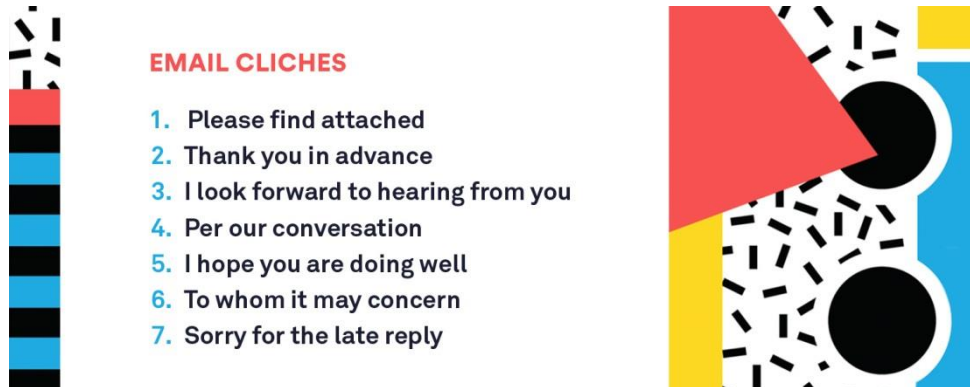 EMAIL CLICHES
1. Please find attached
2. Thank you in advance
3. I look forward to hearing from you
4. Per our conversation
5. I hope you are doing well
6. To whom it may concern
7. Sorry for the late reply